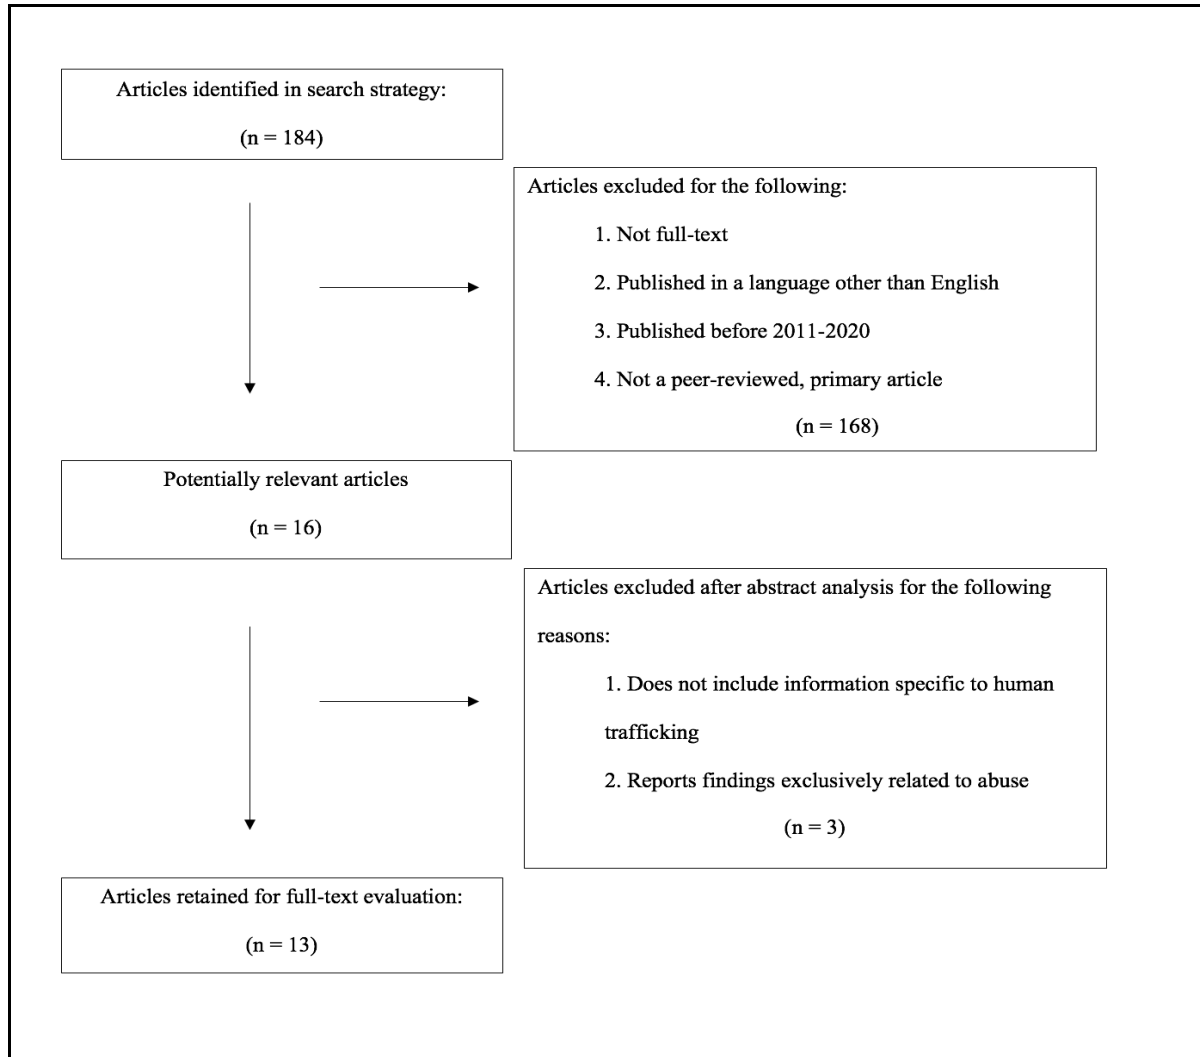 Articles identified in search strategy:
(n = 184)
Articles excluded for the following:
1. Not full-text
2. Published in a language other than English
3. Published before 2011-2020
4. Not a peer-reviewed, primary article
(n = 168)
Potentially relevant articles
(n = 16)
Articles excluded after abstract analysis for the following
reasons:
1. Does not include information specific to human
trafficking
2. Reports findings exclusively related to abuse
(n = 3)
Articles retained for full-text evaluation:
(n = 13)